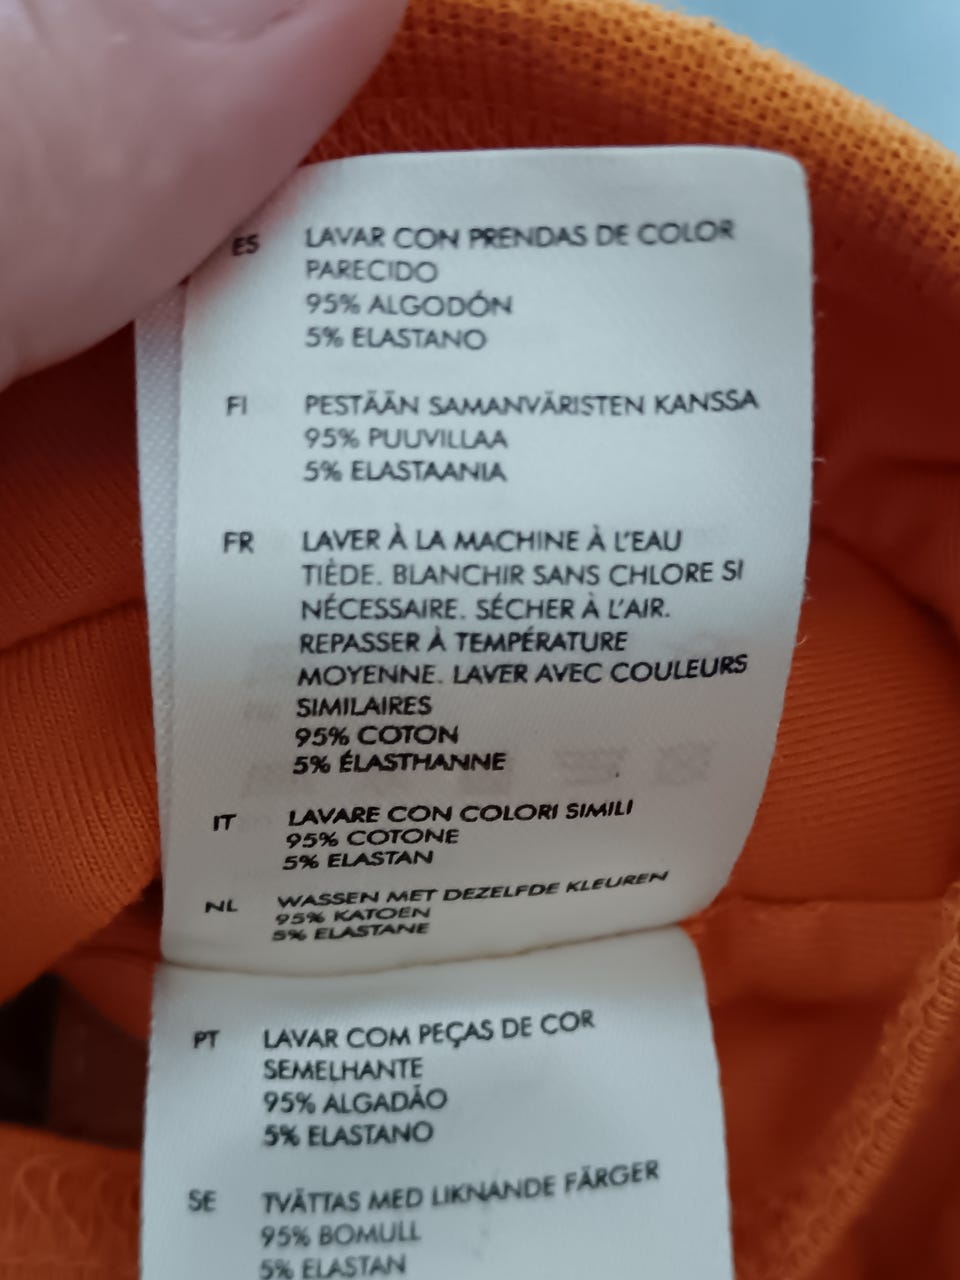 ES LAVAR CON PRENDAS DE COLOR
PARECIDO
95% ALGODÓN
5% ELASTANO
FI PESTÄÄN SAMANVÄRISTEN KANSSA
95% PUUVILLAA
5% ELASTAANIA
FR LAVER À LA MACHINE À L'EAU
TIÈDE. BLANCHIR SANS CHLORE SI
NÉCESSAIRE. SÉCHER À L'AIR.
REPASSER À TEMPÉRATURE
MOYENNE. LAVER AVEC COULEURS
SIMILAIRES
95% COTON
5% ÉLASTHANNE
IT LAVARE CON COLORI SIMILI
95% COTONE
5% ELASTAN
NL WASSEN MET DEZELFDE KLEUREN
95% KATOEN
5% ELASTANE
PT LAVAR COM PEÇAS DE COR
SEMELHANTE
95% ALGADÃO
5% ELASTANO
SE TVÄTTAS MED LIKNANDE FÄRGER
95% BOMULL
5% ELASTAN